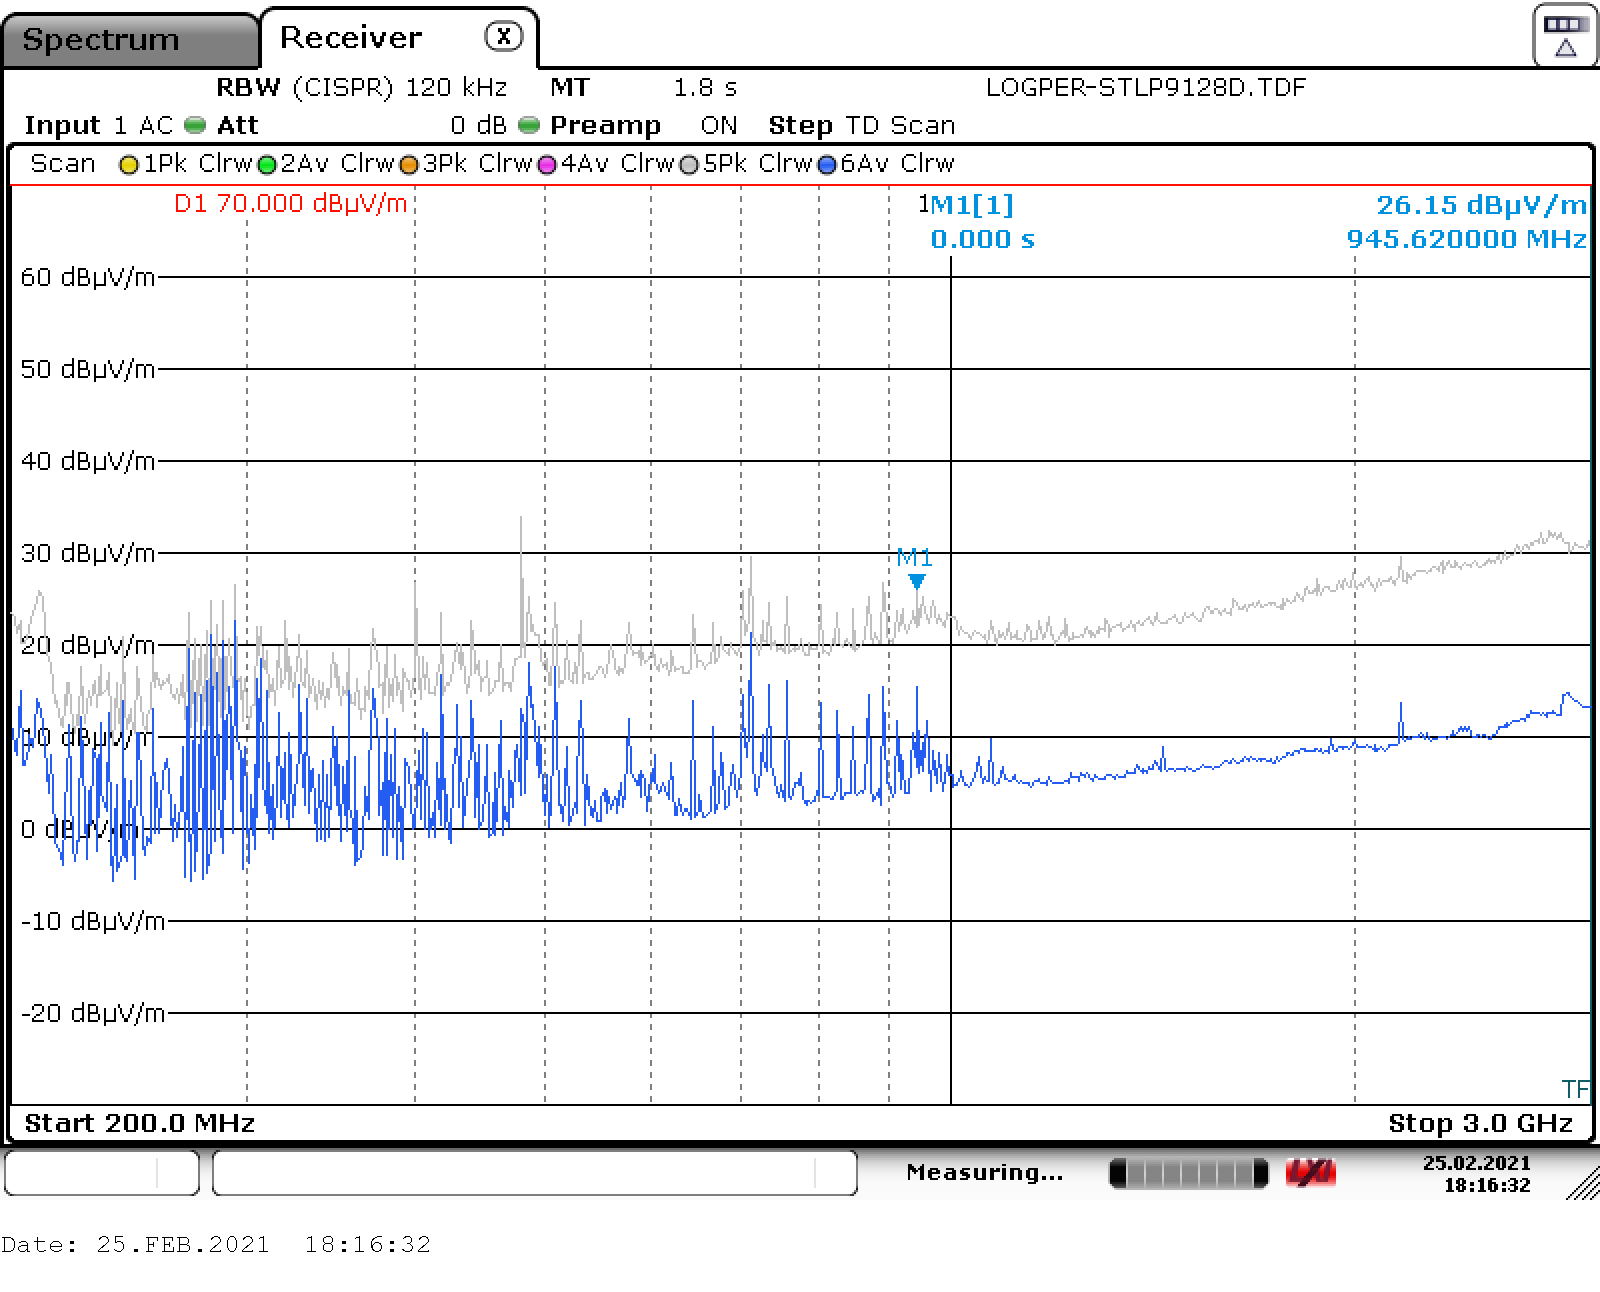 Spectrum Receiver X
RBW (CISPR) 120 kHz MT 1.8 s LOGPER-STLP9128D.TDF
Input 1 AC Att 0 dB Preamp ON Step TD Scan
Scan 1Pk Clrw 2Av Clrw 3Pk Clrw 4Av Clrw 5Pk Clrw 6Av Clrw
D1 70.000 dBµV/m 1 M1[1] 26.15 dBµV/m
0.000 s 945.620000 MHz
60 dBµV/m
50 dBµV/m
40 dBµV/m
30 dBµV/m
M1
20 dBµV/m
10 dBµV/m
0 dBµV/m
-10 dBµV/m
-20 dBµV/m
TF
Start 200.0 MHz Stop 3.0 GHz
Measuring... LXI 25.02.2021
18:16:32
Date: 25.FEB.2021 18:16:32